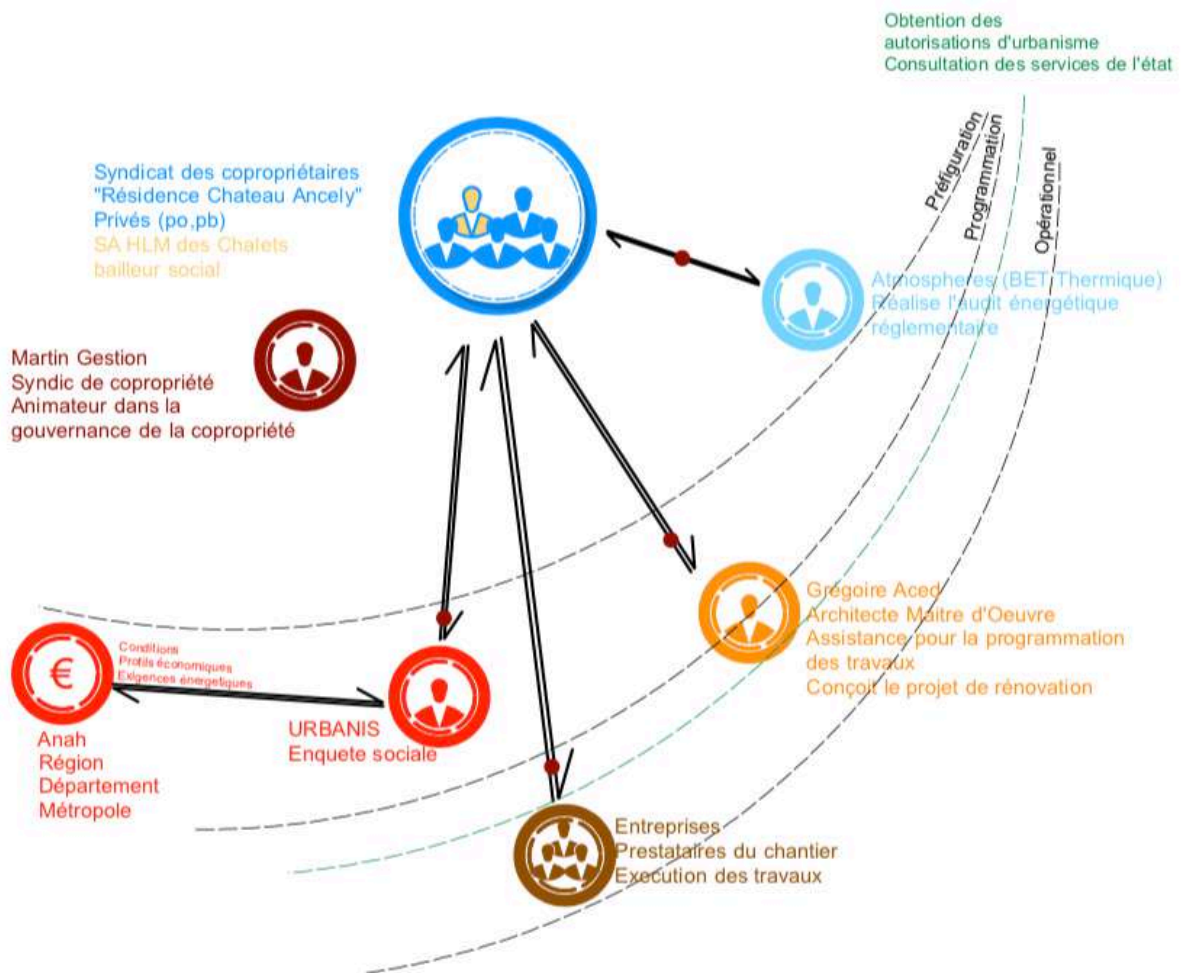 Obtention des
autorisations d'urbanisme
Consultation des services de l'état
Préfiguration
Programmation
Opérationnel
Syndicat des copropriétaires
"Résidence Chateau Ancely"
Privés (po,pb)
SA HLM des Chalets
bailleur social
Atmospheres (BET Thermique)
Réalise l'audit énergétique
réglementaire
Martin Gestion
Syndic de copropriété
Animateur dans la
gouvernance de la copropriété
Grégoire Aced
Architecte Maitre d'Oeuvre
Assistance pour la programmation
des travaux
Conçoit le projet de rénovation
Conditions
Profils économiques
Exigences énergetiques
€
Anah
Région
Département
Métropole
URBANIS
Enquete sociale
Entreprises
Prestataires du chantier
Execution des travaux